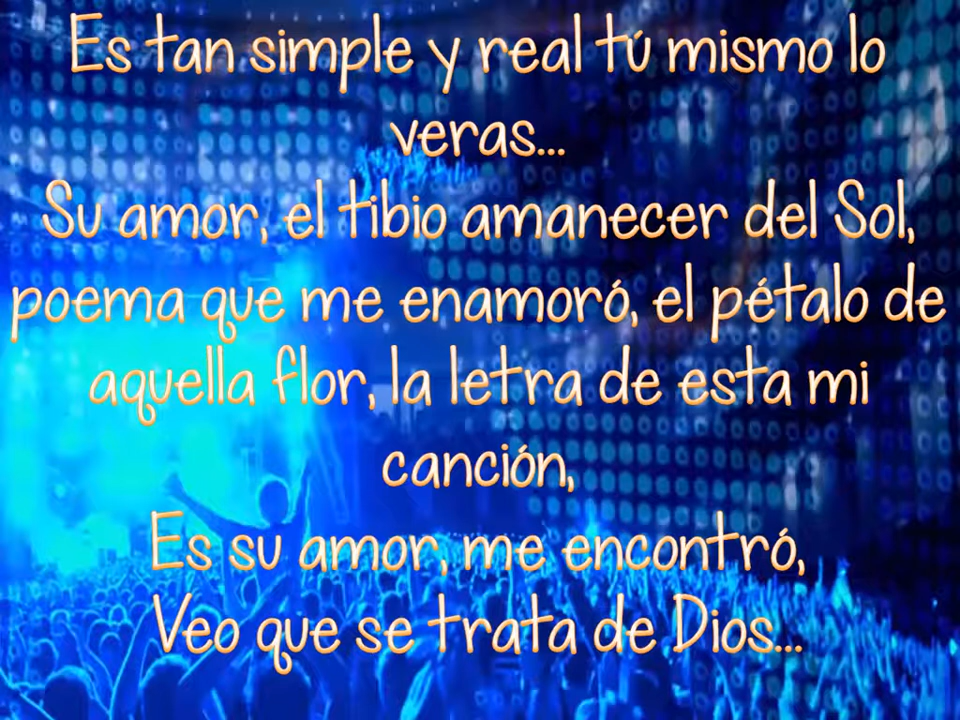 Es tan simple y real tú mismo lo
veras...
Su amor, el tibio amanecer del Sol,
poema que me enamoró, el pétalo de
aquella flor, la letra de esta mi
canción,
Es su amor, me encontró,
Veo que se trata de Dios...